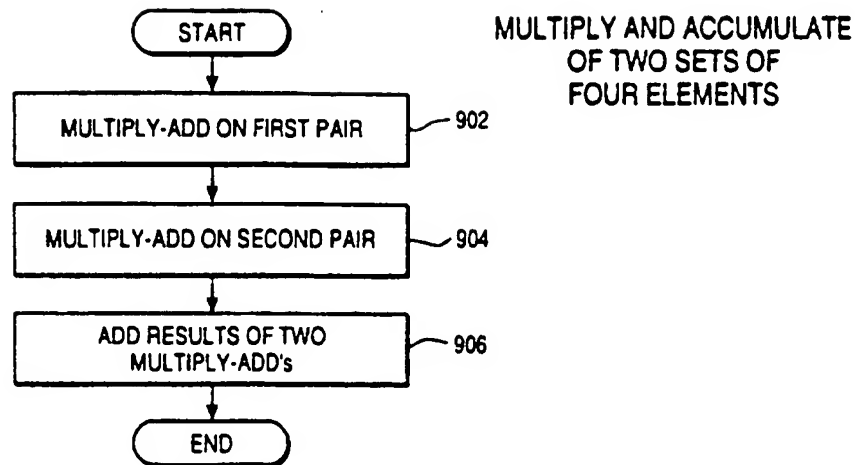 START
MULTIPLY AND ACCUMULATE
OF TWO SETS OF
FOUR ELEMENTS
MULTIPLY-ADD ON FIRST PAIR
902
MULTIPLY-ADD ON SECOND PAIR
904
ADD RESULTS OF TWO
MULTIPLY-ADD's
906
END